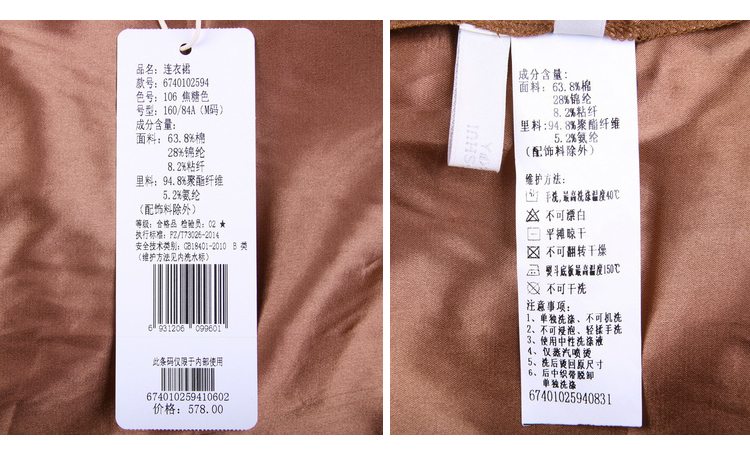 品名：连衣裙
款号：6740102594
色号：106 焦糖色
号型：160/84A（M码）
成分含量：
面料：63.8%棉
28%锦纶
8.2%粘纤
里料：94.8%聚酯纤维
5.2%氨纶
（配饰料除外）
等级：合格品 检验员：02 ★
执行标准：FZ/T73026-2014
安全技术类别：GB18401-2010 B 类
（维护方法见内洗水标）
6 931206 099601
此条码仅限于内部使用
67401025941​0602
价格：578.00
成分含量：
面料：63.8%棉
28%锦纶
8.2%粘纤
里料：94.8%聚酯纤维
5.2%氨纶
（配饰料除外）
维护方法：
手洗,最高洗涤温度40℃
不可漂白
平摊晾干
不可翻转干燥
熨斗底板最高温度150℃
不可干洗
注意事项：
1、单独洗涤、不可机洗
2、不可浸泡、轻揉手洗
3、使用中性洗涤液
4、仅蒸汽喷烫
5、洗后烫回原尺寸
6、后中织带脱卸
单独洗涤
67401025940831